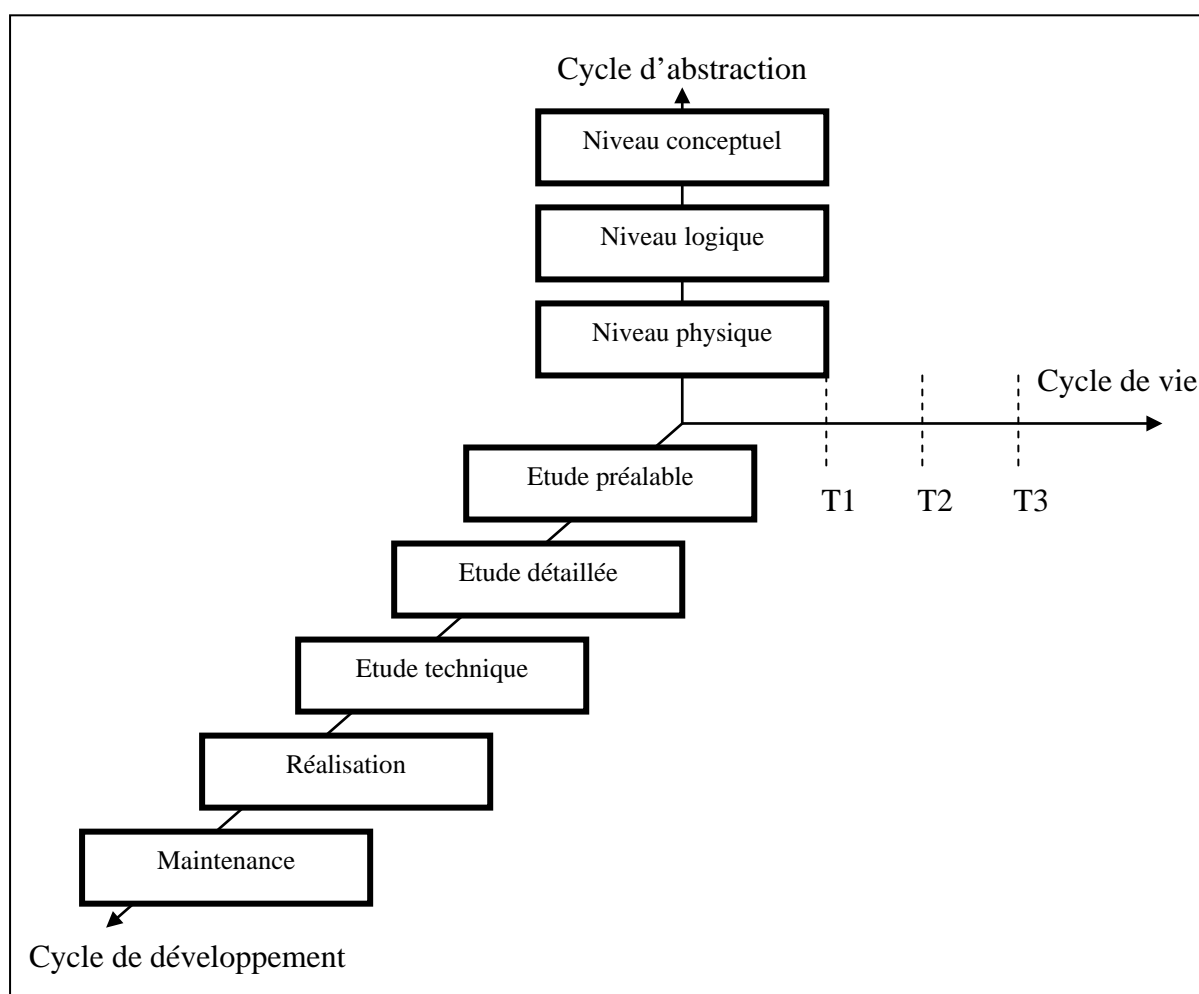 Cycle d’abstraction
Niveau conceptuel
Niveau logique
Niveau physique
Cycle de vie
T1 T2 T3
Etude préalable
Etude détaillée
Etude technique
Réalisation
Maintenance
Cycle de développement